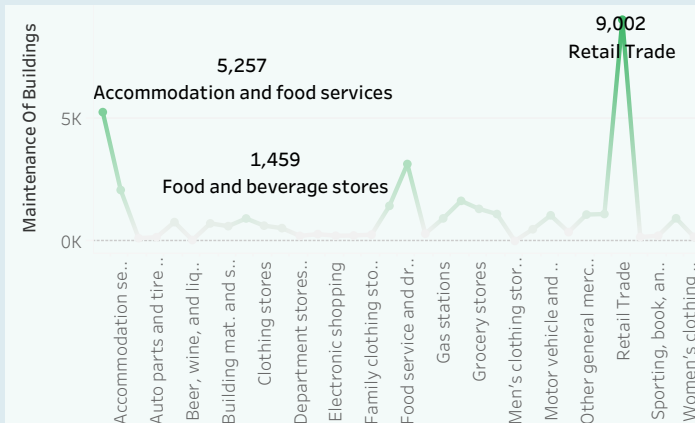 Maintenance Of Buildings
9,002
Retail Trade
5,257
Accommodation and food services
1,459
Food and beverage stores
5K
0K
Accommodation se..
Auto parts and tire ..
Beer, wine, and liq..
Building mat. and s..
Clothing stores
Department stores..
Electronic shopping
Family clothing sto..
Food service and dr..
Gas stations
Grocery stores
Men's clothing stor..
Motor vehicle and ..
Other general merc..
Retail Trade
Sporting, book, an..
Women's clothing ..